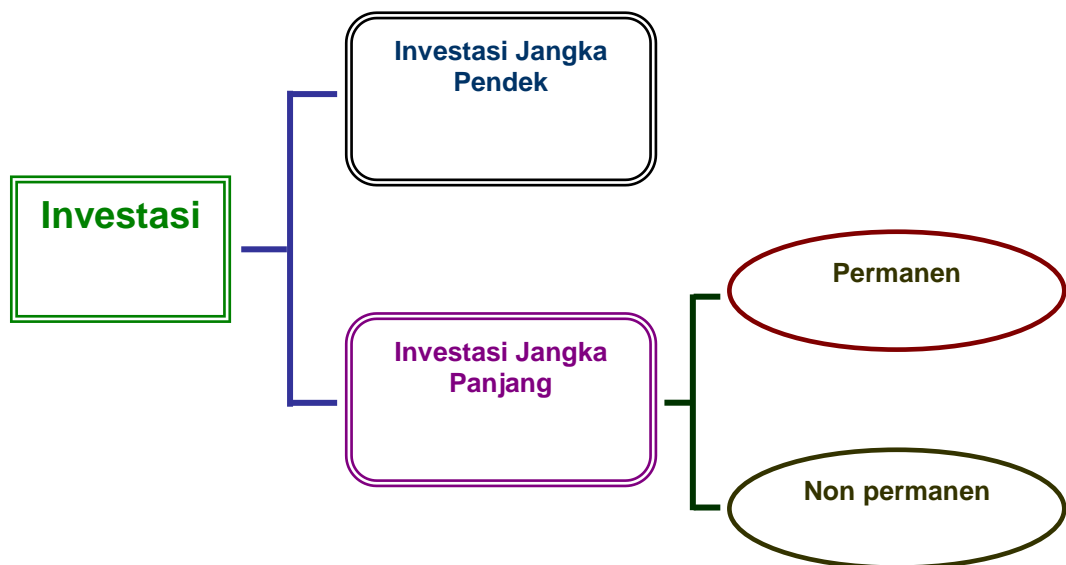 Investasi Jangka
Pendek
Investasi
Permanen
Investasi Jangka
Panjang
Non permanen